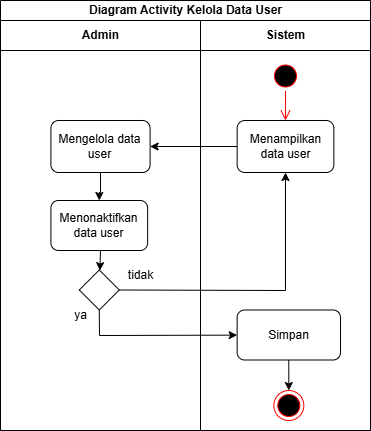 Diagram Activity Kelola Data User
Admin
Sistem
Mengelola data
user
Menampilkan
data user
Menonaktifkan
data user
tidak
ya
Simpan